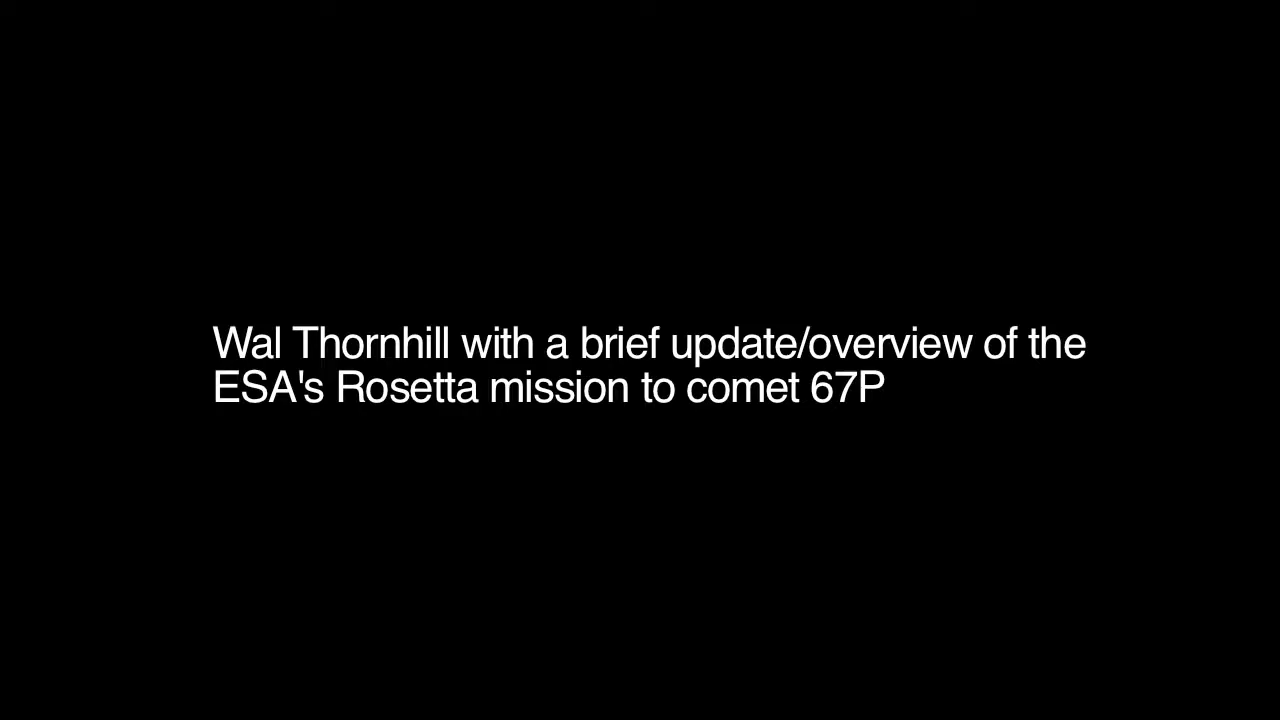 Wal Thornhill with a brief update/overview of the
ESA's Rosetta mission to comet 67P